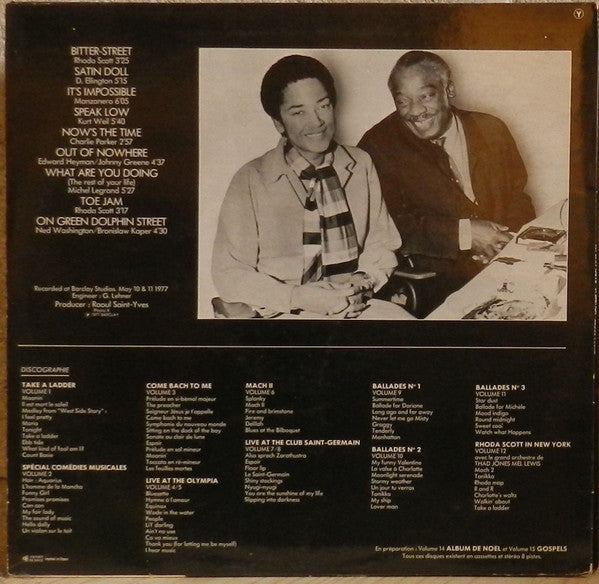 Y
BITTER-STREET
Rhoda Scott 3'25
SATIN DOLL
D. Ellington 5'15
IT'S IMPOSSIBLE
Manzanero 6'05
SPEAK LOW
Kurt Weil 5'40
NOW'S THE TIME
Charlie Parker 2'57
OUT OF NOWHERE
Edward Heyman/Johnny Greene 4'37
WHAT ARE YOU DOING
(The rest of your life)
Michel Legrand 5'27
TOE JAM
Rhoda Scott 3'17
ON GREEN DOLPHIN STREET
Ned Washington/Bronislaw Kaper 4'30
Recorded at Barclay Studios. May 10 & 11 1977
Engineer : G. Lehner
Producer : Raoul Saint-Yves
DISCOGRAPHIE
TAKE A LADDER
VOLUME 1
Moanin
Il est mort le soleil
Medley from "West Side Story" :
I feel pretty
Maria
Tonight
Take a ladder
Ebb tide
What kind of fool am I?
Count Basie
SPÉCIAL COMÉDIES MUSICALES
VOLUME 2
Hair : Aquarius
L'homme de la Mancha
Funny Girl
Promises promises
Can can
My fair lady
The sound of music
Hello dolly
Un violon sur le toit
COME BACH TO ME
VOLUME 3
Prélude en si-bémol majeur
The preacher
Seigneur Jésus je t'appelle
Come bach to me
Symphonie du nouveau monde
Sitting on the dock of the bay
Sonate au clair de lune
Espoir
Prélude en sol mineur
Moanin
Toccata en ré-mineur
Les feuilles mortes
LIVE AT THE OLYMPIA
VOLUME 4/5
Bluesette
Hymne à l'amour
Equinox
Wade in the water
People
Lil' darling
Ain't no use
Ca va mieux
Thank you (for letting me be myself)
I hear music
MACH II
VOLUME 6
Splanky
Mach II
Fire and brimstone
Jeremy
Delilah
Blues at the Bilboquet
LIVE AT THE CLUB SAINT-GERMAIN
VOLUME 7/8
Also sprach Zarathustra
Espoir
Floor lip
Le Saint-Germain
Shiny stockings
Nyugi-nyugi
You are the sunshine of my life
Slipping into darkness
BALLADES Nº 1
VOLUME 9
Summertime
Ballade for Doriane
Long ago and far away
Never let me go Misty
Groggy
Tenderly
Manhattan
BALLADES Nº 2
VOLUME 10
My funny Valentine
La valse à Charlotte
Moonlight serenade
Stormy weather
Un jour tu verras
Tonikka
My ship
Lover man
BALLADES Nº 3
VOLUME 11
Star dust
Ballade for Michele
Mood indigo
Round midnight
Sweet zozi
Watch what Happens
RHODA SCOTT IN NEW YORK
VOLUME 12
avec le grand orchestre de
THAD JONES MEL LEWIS
Mach 2
Tonikka
Rhoda map
R and R
Charlotte's waltz
Walkin' about
Take a ladder
En préparation : Volume 14 ALBUM DE NOEL et Volume 15 GOSPELS
Tous ces disques existent en cassettes et stéréo 8 pistes.